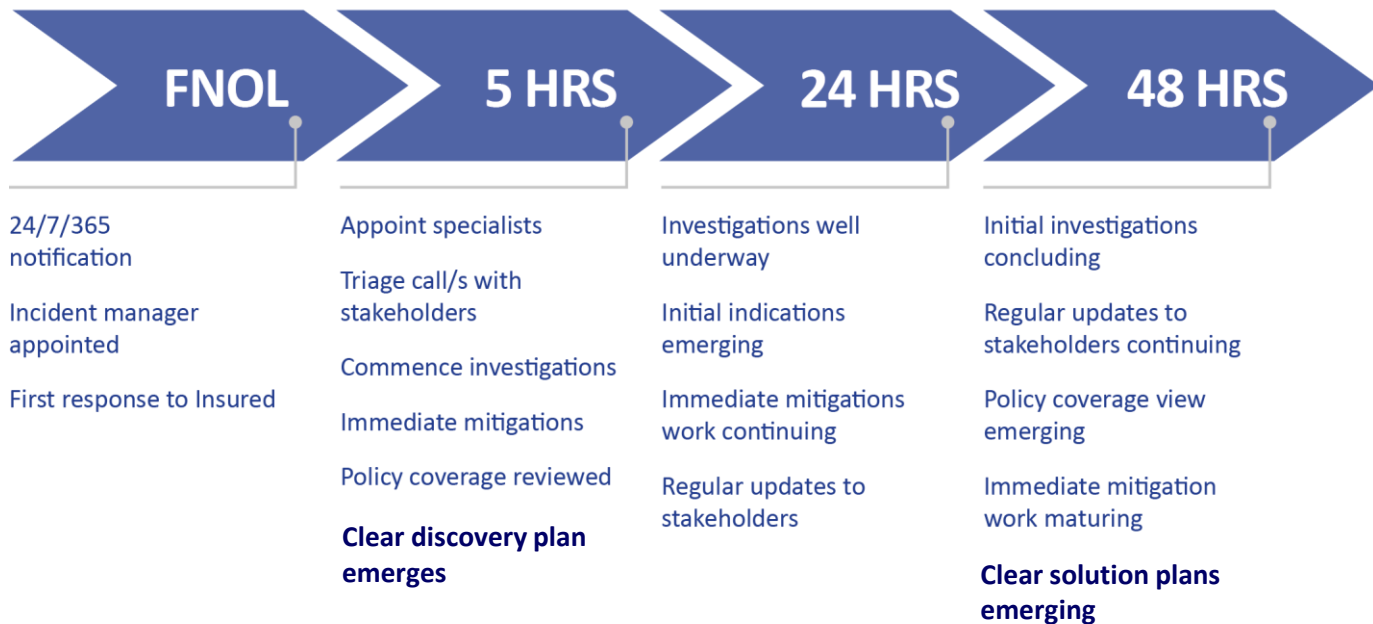 FNOL
5 HRS
24 HRS
48 HRS
24/7/365
notification
Incident manager
appointed
First response to Insured
Appoint specialists
Triage call/s with
stakeholders
Commence investigations
Immediate mitigations
Policy coverage reviewed
Clear discovery plan
emerges
Investigations well
underway
Initial indications
emerging
Immediate mitigations
work continuing
Regular updates to
stakeholders
Initial investigations
concluding
Regular updates to
stakeholders continuing
Policy coverage view
emerging
Immediate mitigation
work maturing
Clear solution plans
emerging